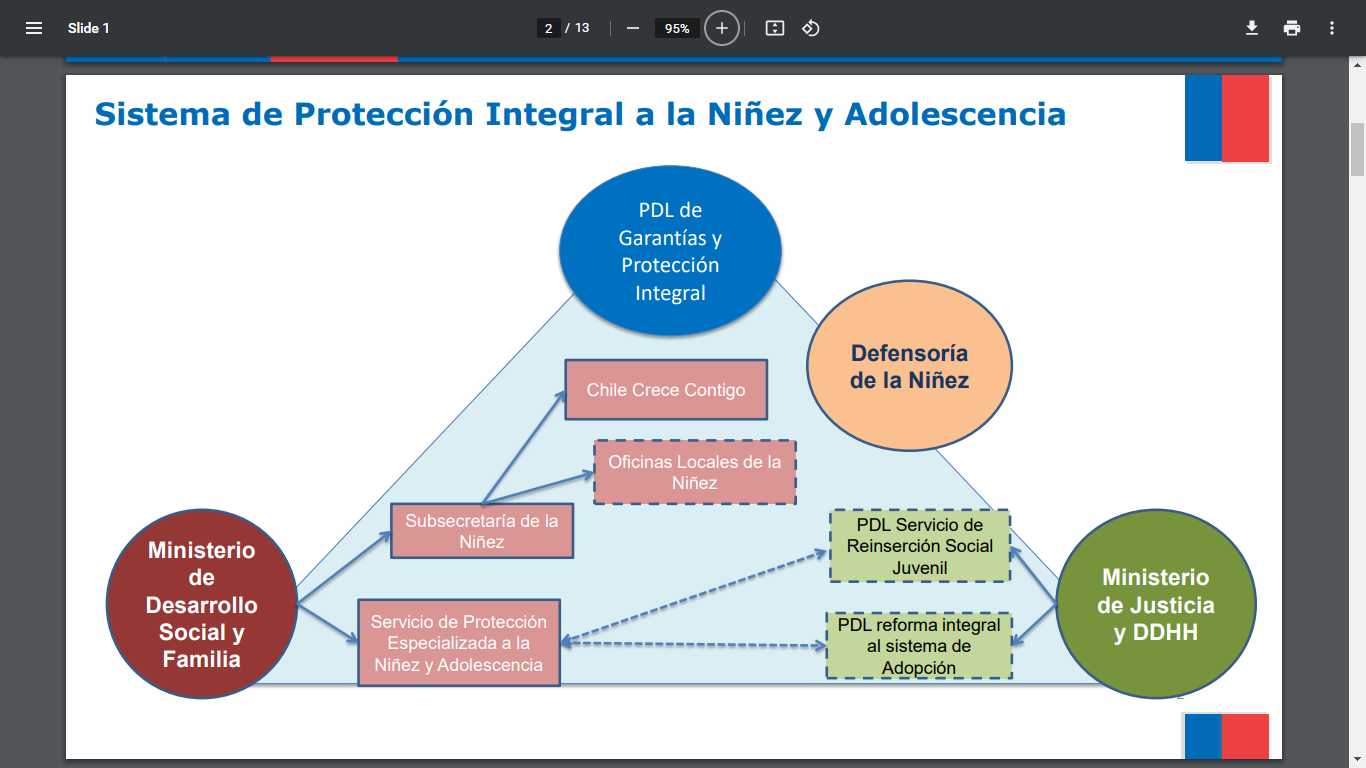 Slide 1
2 / 13
95%
Sistema de Protección Integral a la Niñez y Adolescencia
PDL de
Garantías y
Protección
Integral
Defensoría
de la Niñez
Chile Crece Contigo
Oficinas Locales de la
Niñez
Subsecretaría de la
Niñez
PDL Servicio de
Reinserción Social
Juvenil
Ministerio
de
Desarrollo
Social y
Familia
Ministerio
de Justicia
y DDHH
Servicio de Protección
Especializada a la
Niñez y Adolescencia
PDL reforma integral
al sistema de
Adopción